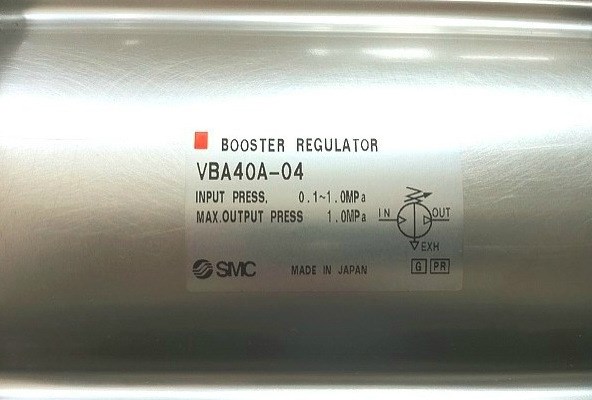 BOOSTER REGULATOR
VBA40A-04
INPUT PRESS. 0.1~1.0MPa
MAX.OUTPUT PRESS 1.0MPa
IN OUT
EXH
SMC MADE IN JAPAN G PR